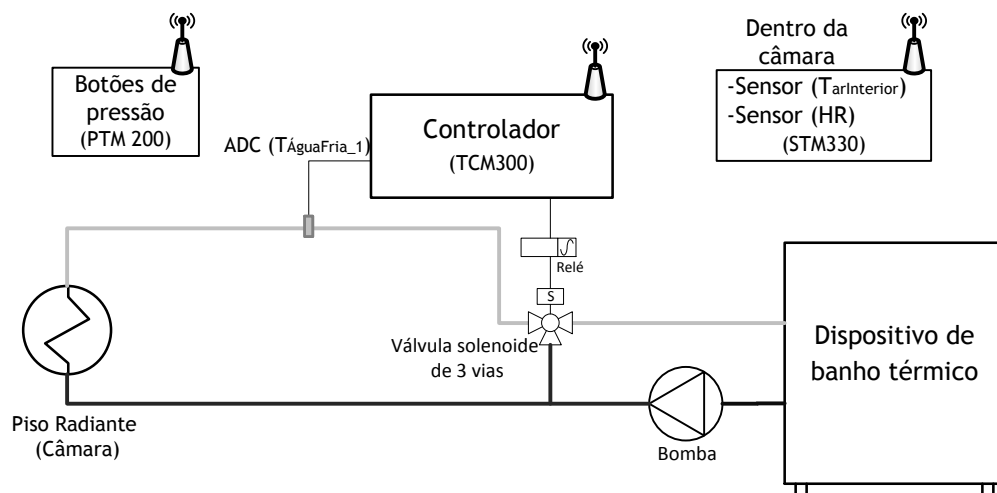 Botões de
pressão
(PTM 200)
Controlador
(TCM300)
Dentro da
câmara
-Sensor (TarInterior)
-Sensor (HR)
(STM330)
ADC (TÁguaFria_1)
Relé
S
Válvula solenoide
de 3 vias
Dispositivo de
banho térmico
Piso Radiante
(Câmara)
Bomba